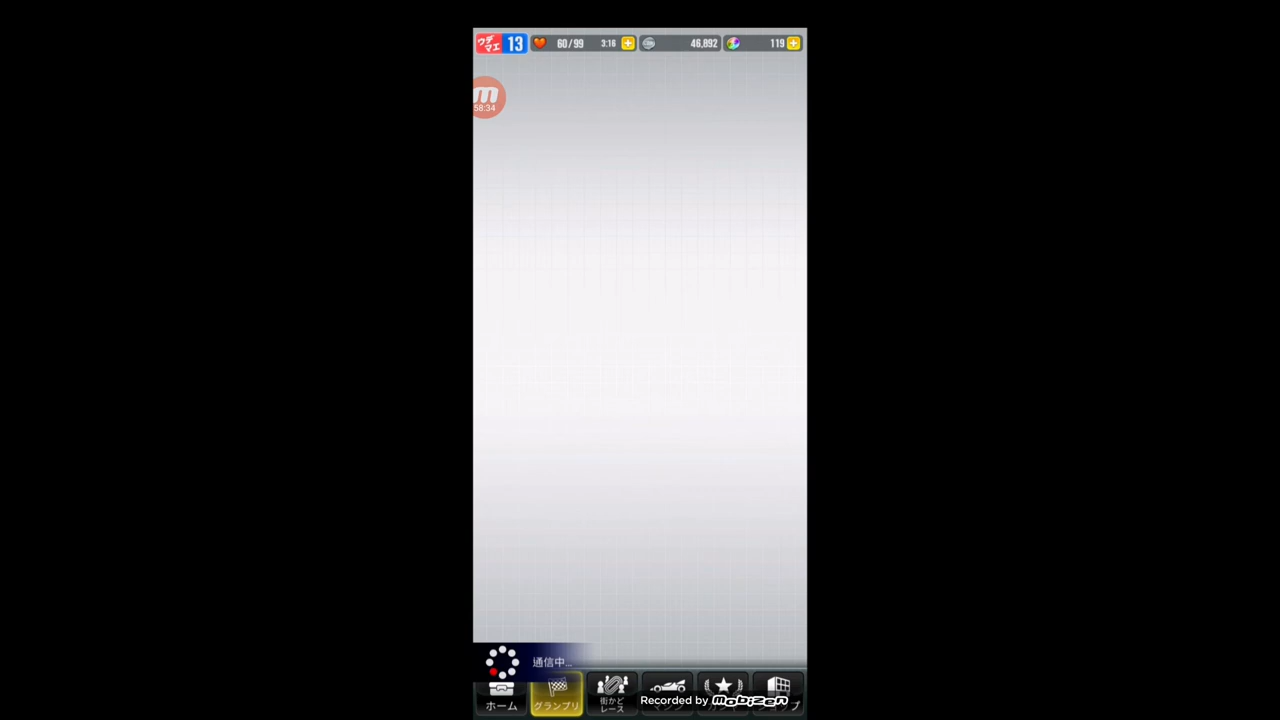 ウデマエ 13 60/99 3:16 46,892 119
m
58:34
通信中...
ホーム グランプリ 街かどレース
Recorded by mobizen